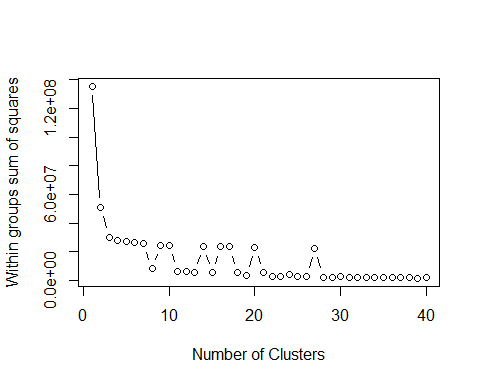 Within groups sum of squares
1.2e+08
6.0e+07
0.0e+00
0 10 20 30 40
Number of Clusters